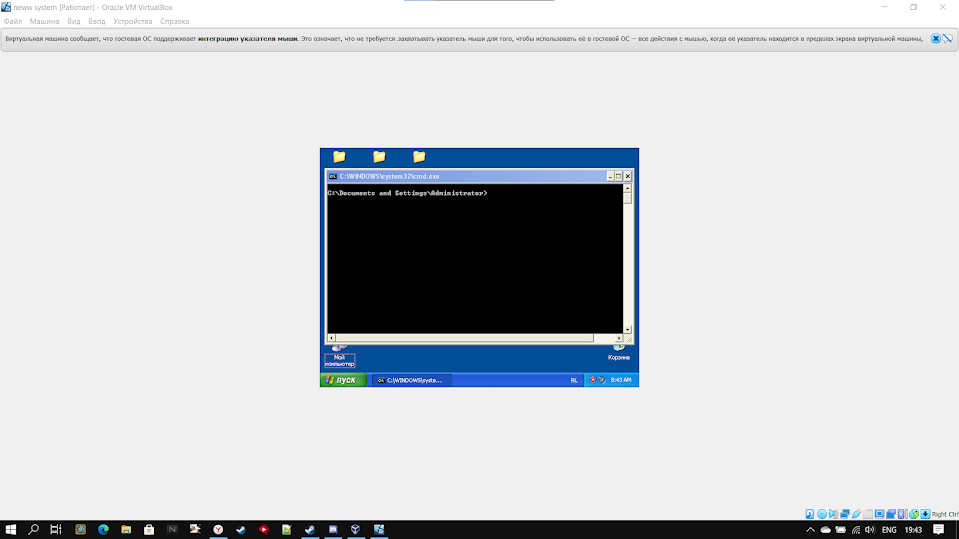 neww system [Работает] - Oracle VM VirtualBox
Файл Машина Вид Ввод Устройства Справка
Виртуальная машина сообщает, что гостевая ОС поддерживает интеграцию указателя мыши. Это означает, что не требуется захватывать указатель мыши для того, чтобы использовать её в гостевой ОС — все действия с мышью, когда её указатель находится в пределах экрана виртуальной машины,
C:\WINDOWS\system32\cmd.exe
C:\Documents and Settings\Administrator>
Мой
компьютер
Корзина
пуск
C:\WINDOWS\syste...
RL
8:43 AM
Right Ctrl
ENG
19:43